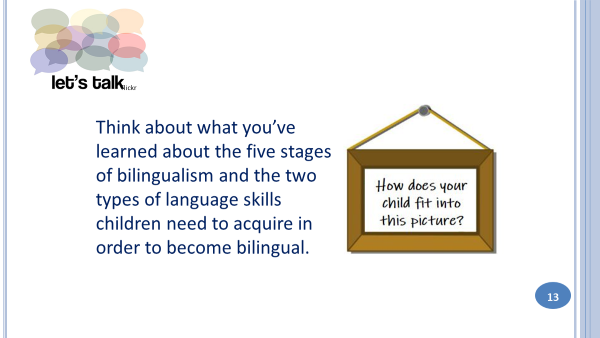 let's talk
flickr
Think about what you've
learned about the five stages
of bilingualism and the two
types of language skills
children need to acquire in
order to become bilingual.
How does your
child fit into
this picture?
13